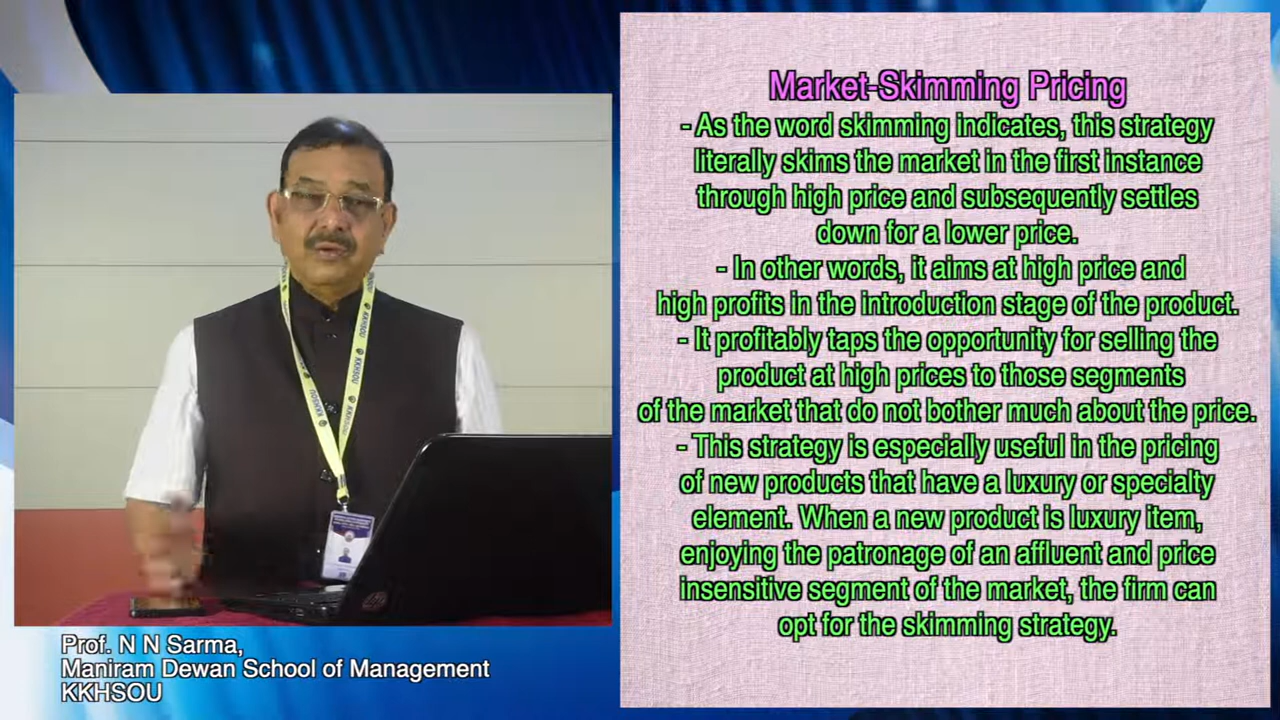 Market-Skimming Pricing
- As the word skimming indicates, this strategy
literally skims the market in the first instance
through high price and subsequently settles
down for a lower price.
- In other words, it aims at high price and
high profits in the introduction stage of the product.
- It profitably taps the opportunity for selling the
product at high prices to those segments
of the market that do not bother much about the price.
- This strategy is especially useful in the pricing
of new products that have a luxury or specialty
element. When a new product is luxury item,
enjoying the patronage of an affluent and price
insensitive segment of the market, the firm can
opt for the skimming strategy.
KKHSOU
KKHSOU
KKHSOU
KKHSOU
Prof. N N Sarma,
Maniram Dewan School of Management
KKHSOU